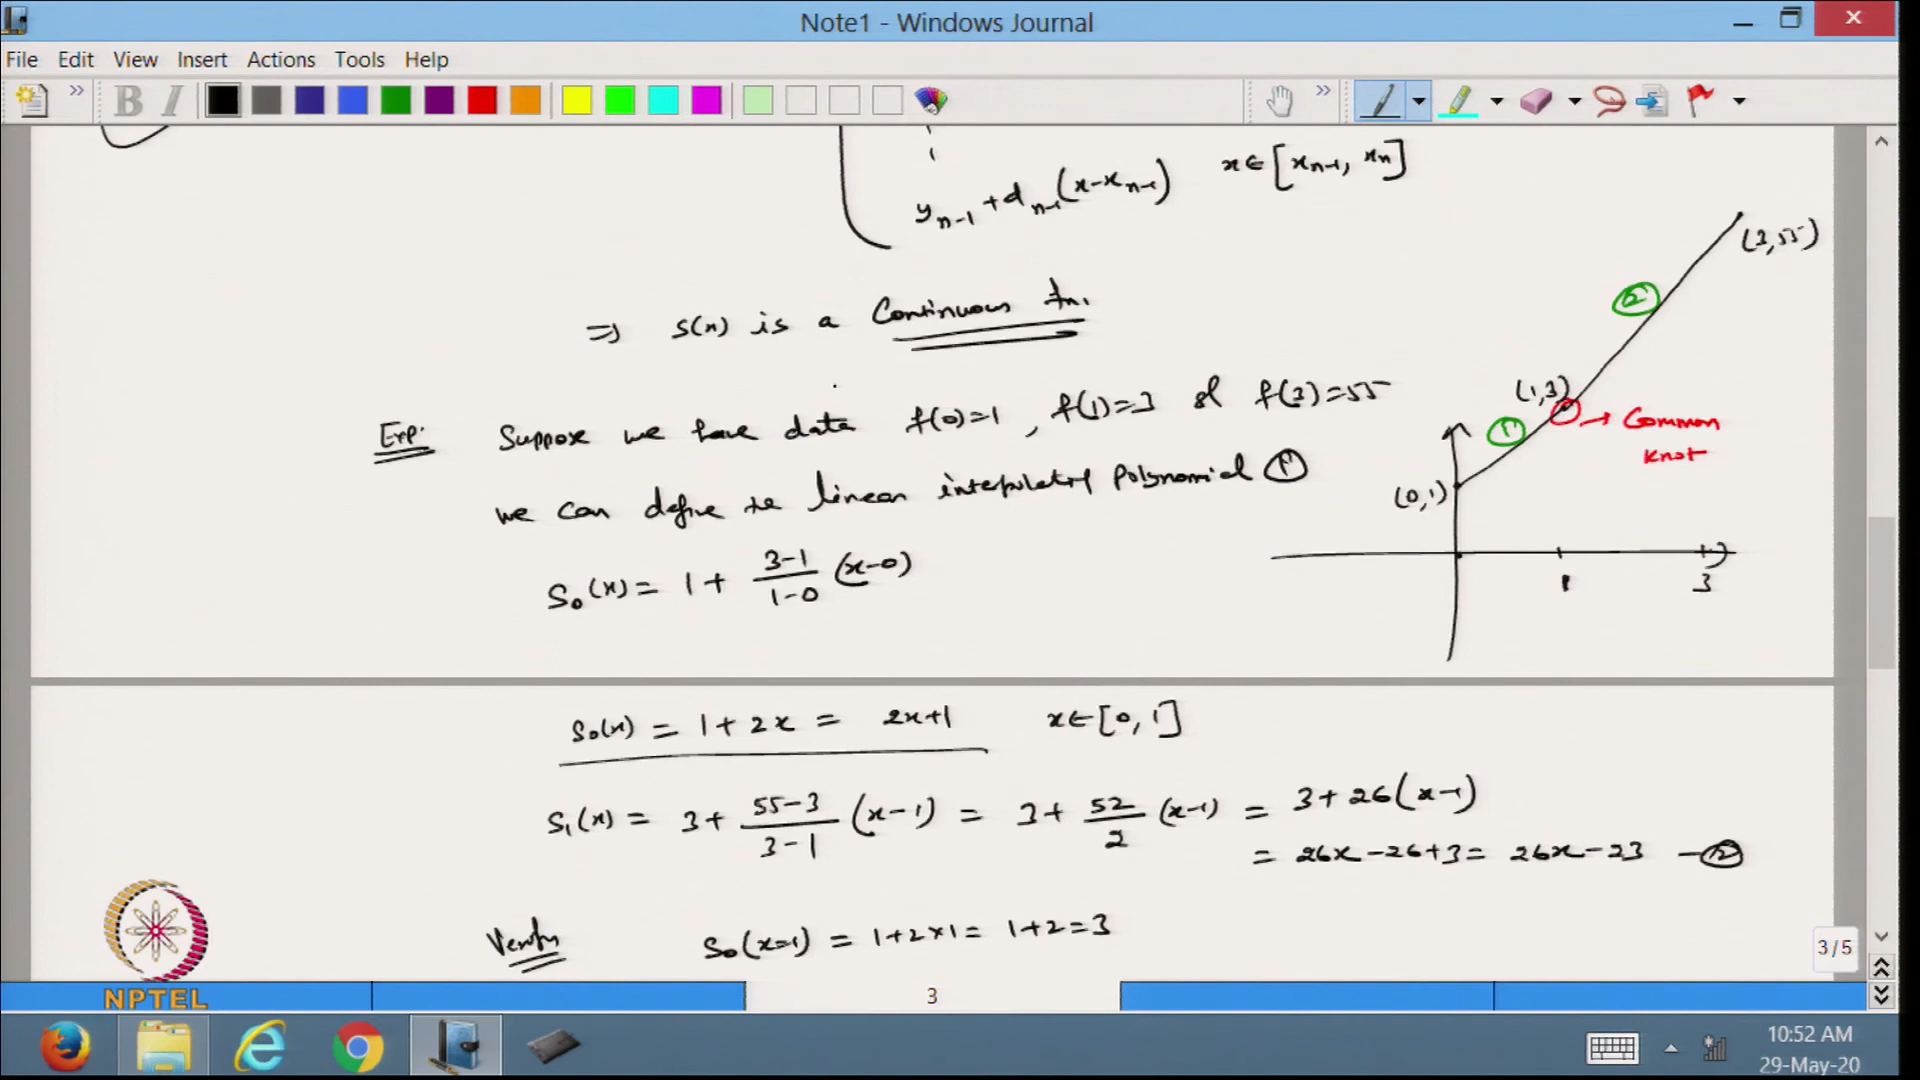 Note1 - Windows Journal
File Edit View Insert Actions Tools Help
B I
y_{n-1} + d_{n-1}(x-x_{n-1}) x∈[x_{n-1}, x_n]
(3,55)
⇒ s(x) is a Continuous fn.
②
Exp: Suppose we have data f(0)=1, f(1)=3 & f(3)=55
(1,3)
① → Common
Knot
we can define the linear interpolating polynomial ①
(0,1)
S₀(x) = 1 + \frac{3-1}{1-0} (x-0)
1 3
S₀(x) = 1+2x = 2x+1 x∈[0,1]
S₁(x) = 3 + \frac{55-3}{3-1} (x-1) = 3 + \frac{52}{2} (x-1) = 3+26(x-1)
= 26x-26+3 = 26x-23 -②
Verify S₀(x=1) = 1+2×1 = 1+2=3
3/5
NPTEL
3
10:52 AM
29-May-20